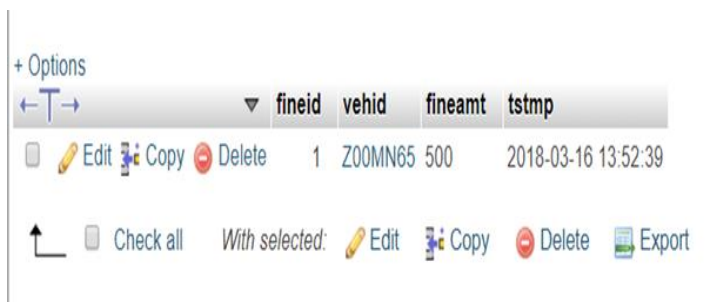 + Options
fineid vehid fineamt tstmp
Edit Copy Delete 1 Z00MN65 500 2018-03-16 13:52:39
Check all With selected: Edit Copy Delete Export